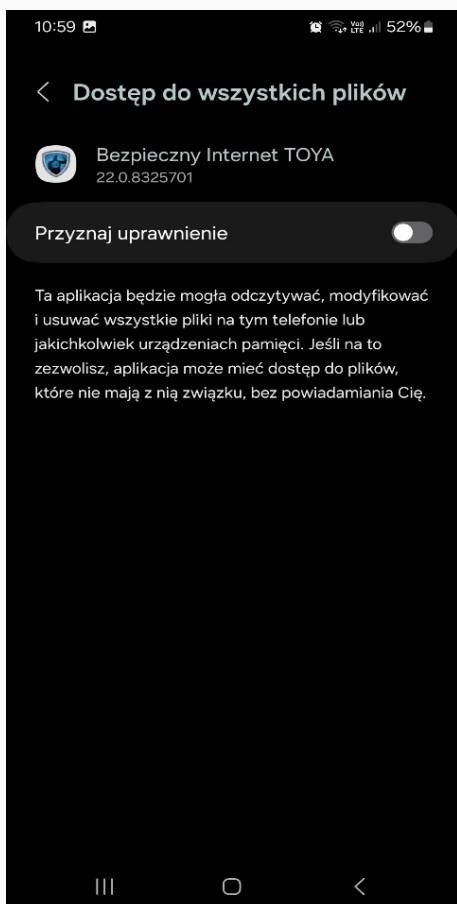 10:59 52%
Dostęp do wszystkich plików
Bezpieczny Internet TOYA
22.0.8325701
Przyznaj uprawnienie
Ta aplikacja będzie mogła odczytywać, modyfikować
i usuwać wszystkie pliki na tym telefonie lub
jakichkolwiek urządzeniach pamięci. Jeśli na to
zezwolisz, aplikacja może mieć dostęp do plików,
które nie mają z nią związku, bez powiadamiania Cię.